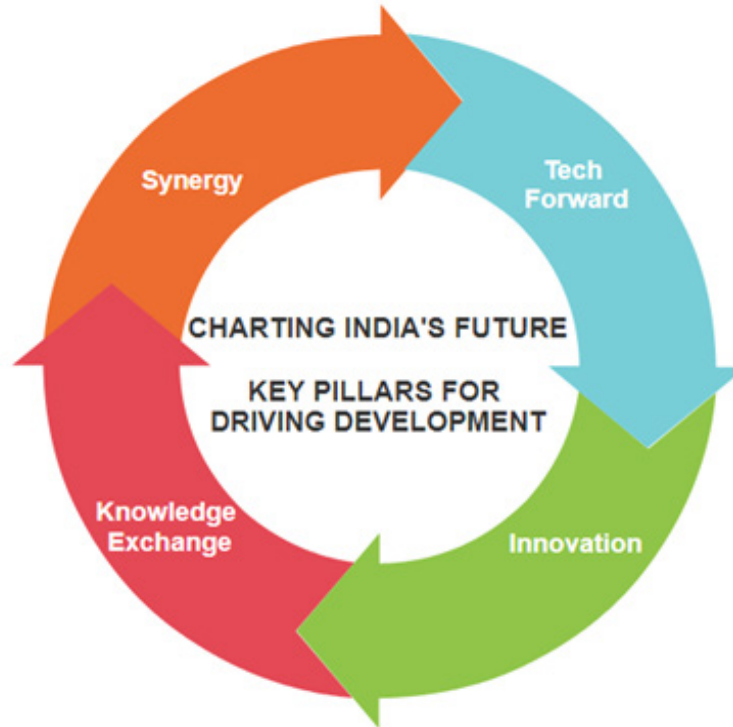 Synergy
Tech
Forward
CHARTING INDIA'S FUTURE
KEY PILLARS FOR
DRIVING DEVELOPMENT
Knowledge
Exchange
Innovation